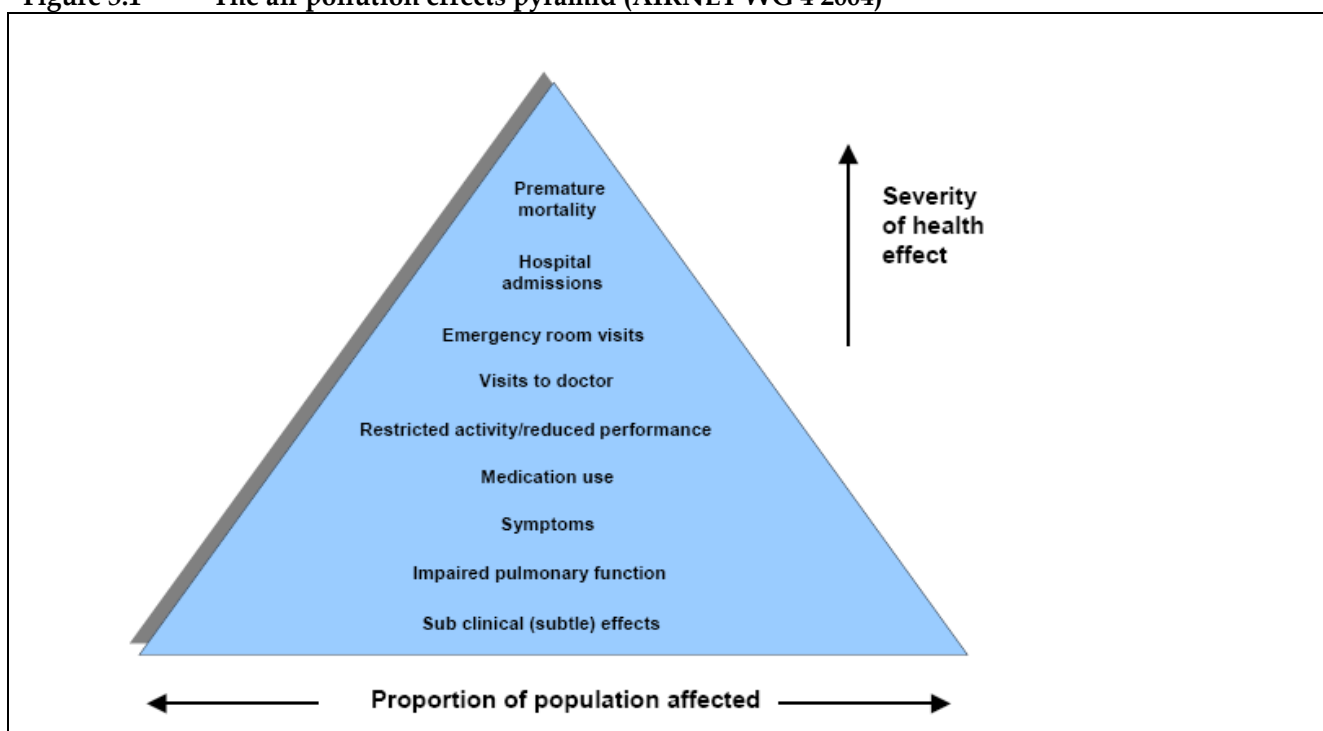 The air pollution effects pyramid (AIRNET WG 4 2004)
Premature
mortality
Hospital
admissions
Emergency room visits
Visits to doctor
Restricted activity/reduced performance
Medication use
Symptoms
Impaired pulmonary function
Sub clinical (subtle) effects
Severity
of health
effect
Proportion of population affected